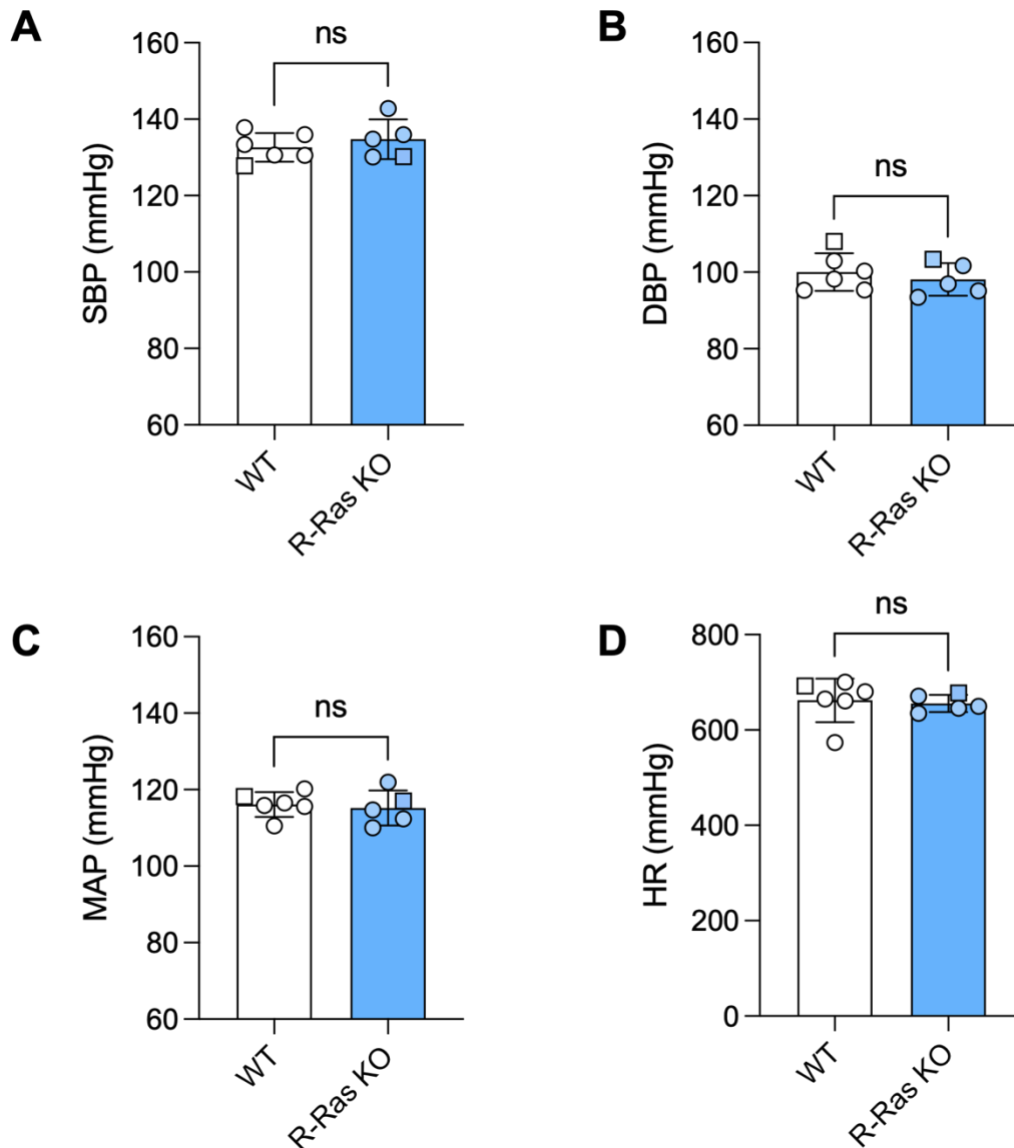 A
ns
160
140
120
100
80
60
SBP (mmHg)
WT
R-Ras KO
B
ns
160
140
120
100
80
60
DBP (mmHg)
WT
R-Ras KO
C
ns
160
140
120
100
80
60
MAP (mmHg)
WT
R-Ras KO
D
ns
800
600
400
200
0
HR (mmHg)
WT
R-Ras KO